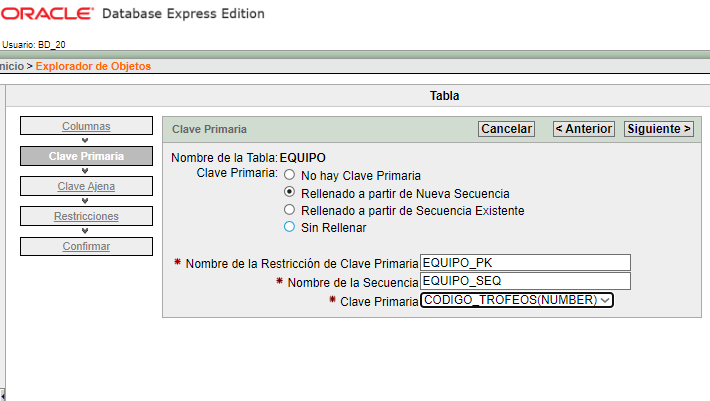 ORACLE® Database Express Edition
Usuario: BD_20
nicio > Explorador de Objetos
Tabla
Columnas
Clave Primaria
Clave Ajena
Restricciones
Confirmar
Clave Primaria
Cancelar
< Anterior
Siguiente >
Nombre de la Tabla: EQUIPO
Clave Primaria: No hay Clave Primaria
Rellenado a partir de Nueva Secuencia
Rellenado a partir de Secuencia Existente
Sin Rellenar
* Nombre de la Restricción de Clave Primaria EQUIPO_PK
* Nombre de la Secuencia EQUIPO_SEQ
* Clave Primaria CODIGO_TROFEOS(NUMBER)